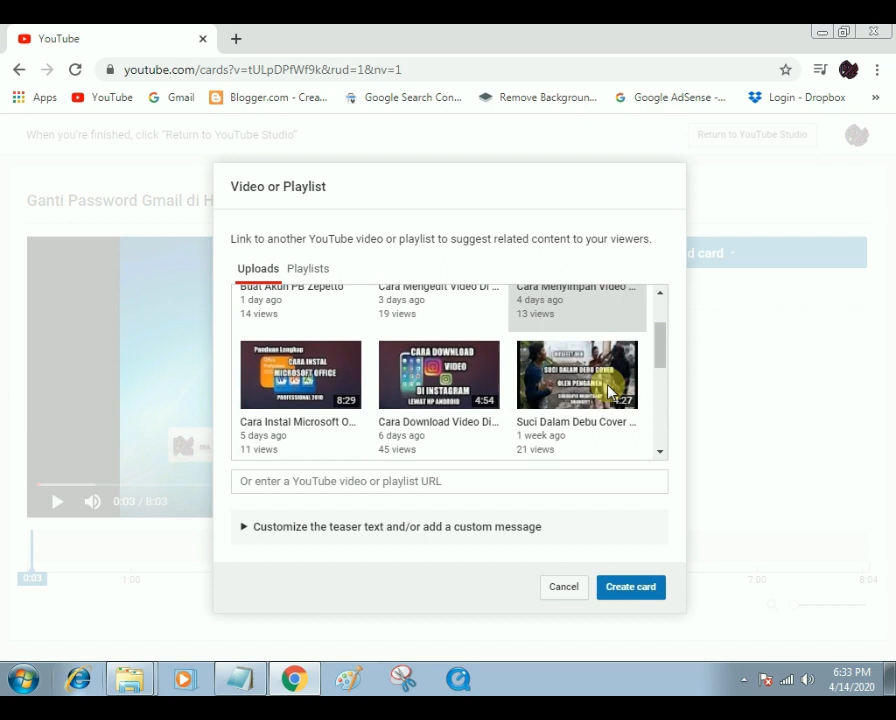 YouTube
youtube.com/cards?v=tULpDPfWf9k&rud=1&nv=1
Apps YouTube Gmail Blogger.com - Crea... Google Search Con... Remove Backgroun... Google AdSense -... Login - Dropbox »
When you're finished, click "Return to YouTube Studio"
Return to YouTube Studio
Ganti Password Gmail di H
d card
Video or Playlist
Link to another YouTube video or playlist to suggest related content to your viewers.
Uploads Playlists
Buat Akun PB Zepetto
1 day ago
14 views
Cara Mengedit Video Di ...
3 days ago
19 views
Cara Menyimpan Video ...
4 days ago
13 views
Panduan Lengkap
CARA INSTAL
MICROSOFT OFFICE
PROFESSIONAL 2010
8:29
Cara Instal Microsoft O...
5 days ago
11 views
CARA DOWNLOAD
VIDEO
DI INSTAGRAM
LEWAT HP ANDROID
4:54
Cara Download Video Di...
6 days ago
45 views
SUCI DALAM DEBU COVER
OLEH PENGAMEN
4:27
Suci Dalam Debu Cover ...
1 week ago
21 views
Or enter a YouTube video or playlist URL
Customize the teaser text and/or add a custom message
Cancel
Create card
0:03 / 8:03
0:03
1:00
7:00
8:04
6:33 PM
4/14/2020